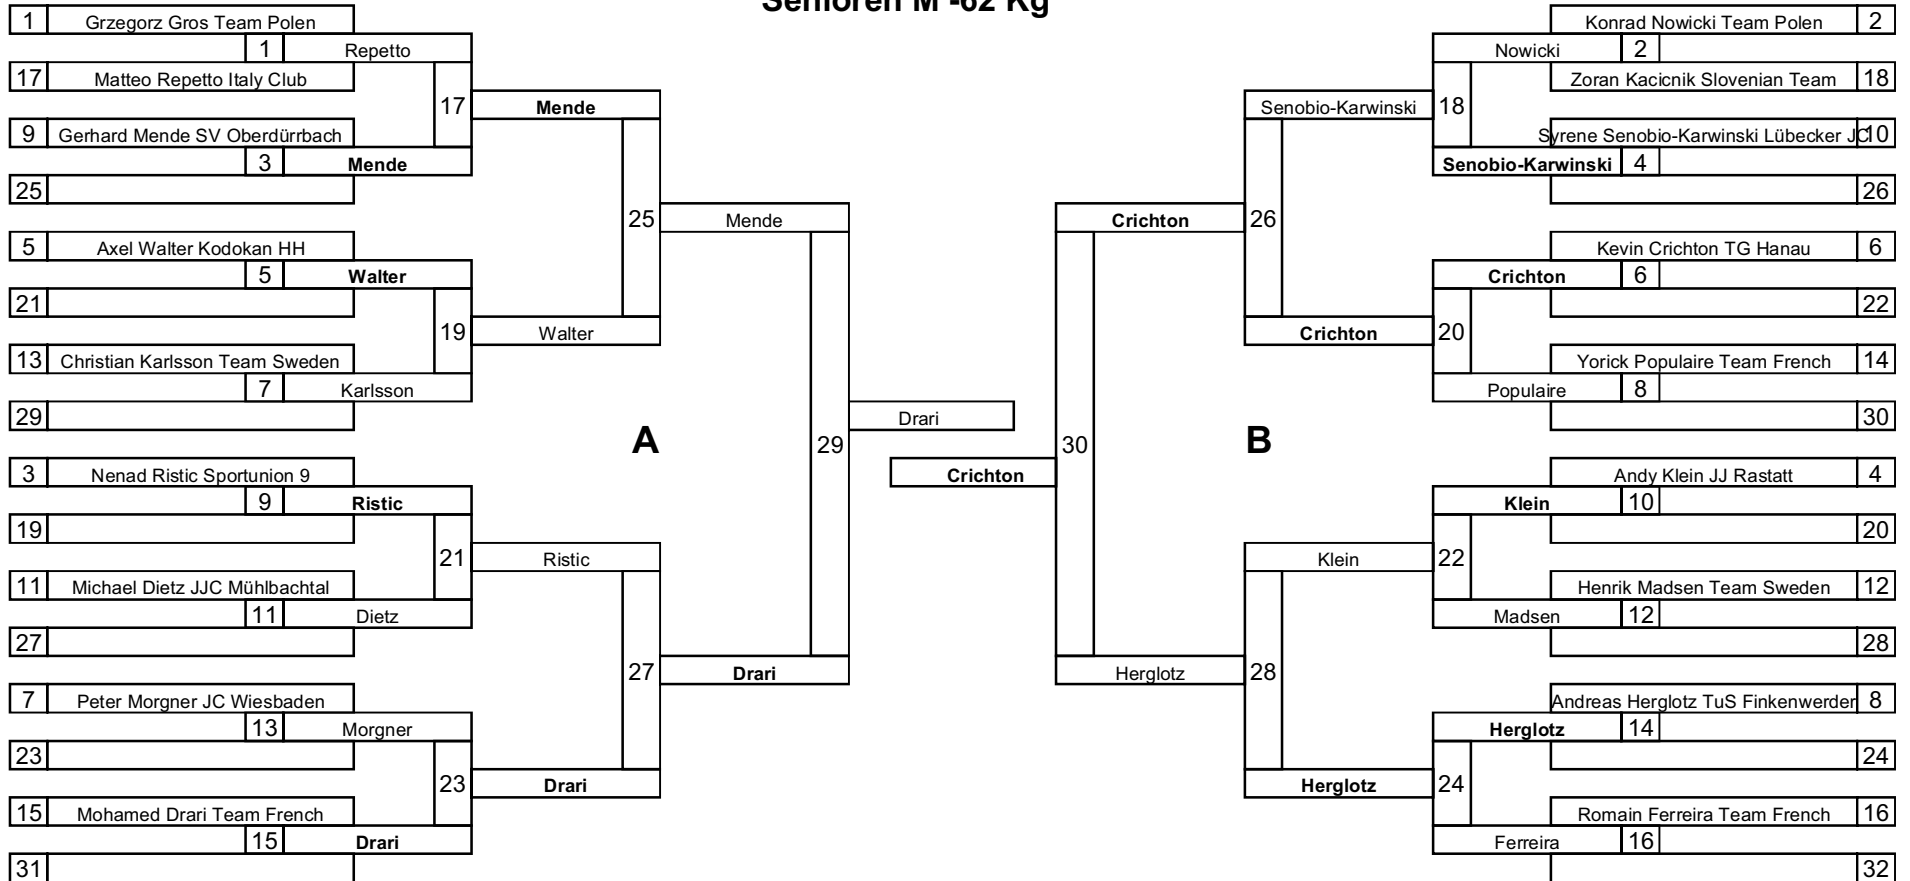 Senioren M -62 Kg
1 Grzegorz Gros Team Polen
1 Repetto
17 Matteo Repetto Italy Club
17 Mende
9 Gerhard Mende SV Oberdürrbach
3 Mende
25
25 Mende
5 Axel Walter Kodokan HH
5 Walter
21
19 Walter
13 Christian Karlsson Team Sweden
7 Karlsson
29
A
29 Drari
3 Nenad Ristic Sportunion 9
9 Ristic
19
21 Ristic
11 Michael Dietz JJC Mühlbachtal
11 Dietz
27
27 Drari
7 Peter Morgner JC Wiesbaden
13 Morgner
23
23 Drari
15 Mohamed Drari Team French
15 Drari
31
Konrad Nowicki Team Polen 2
Nowicki 2
Zoran Kacicnik Slovenian Team 18
Senobio-Karwinski 18
Syrene Senobio-Karwinski Lübecker JC 10
Senobio-Karwinski 4
26
Crichton 26
Kevin Crichton TG Hanau 6
Crichton 6
22
Crichton 20
Yorick Populaire Team French 14
Populaire 8
30
B
Crichton 30
Andy Klein JJ Rastatt 4
Klein 10
20
Klein 22
Henrik Madsen Team Sweden 12
Madsen 12
28
Herglotz 28
Andreas Herglotz TuS Finkenwerder 8
Herglotz 14
24
Herglotz 24
Romain Ferreira Team French 16
Ferreira 16
32